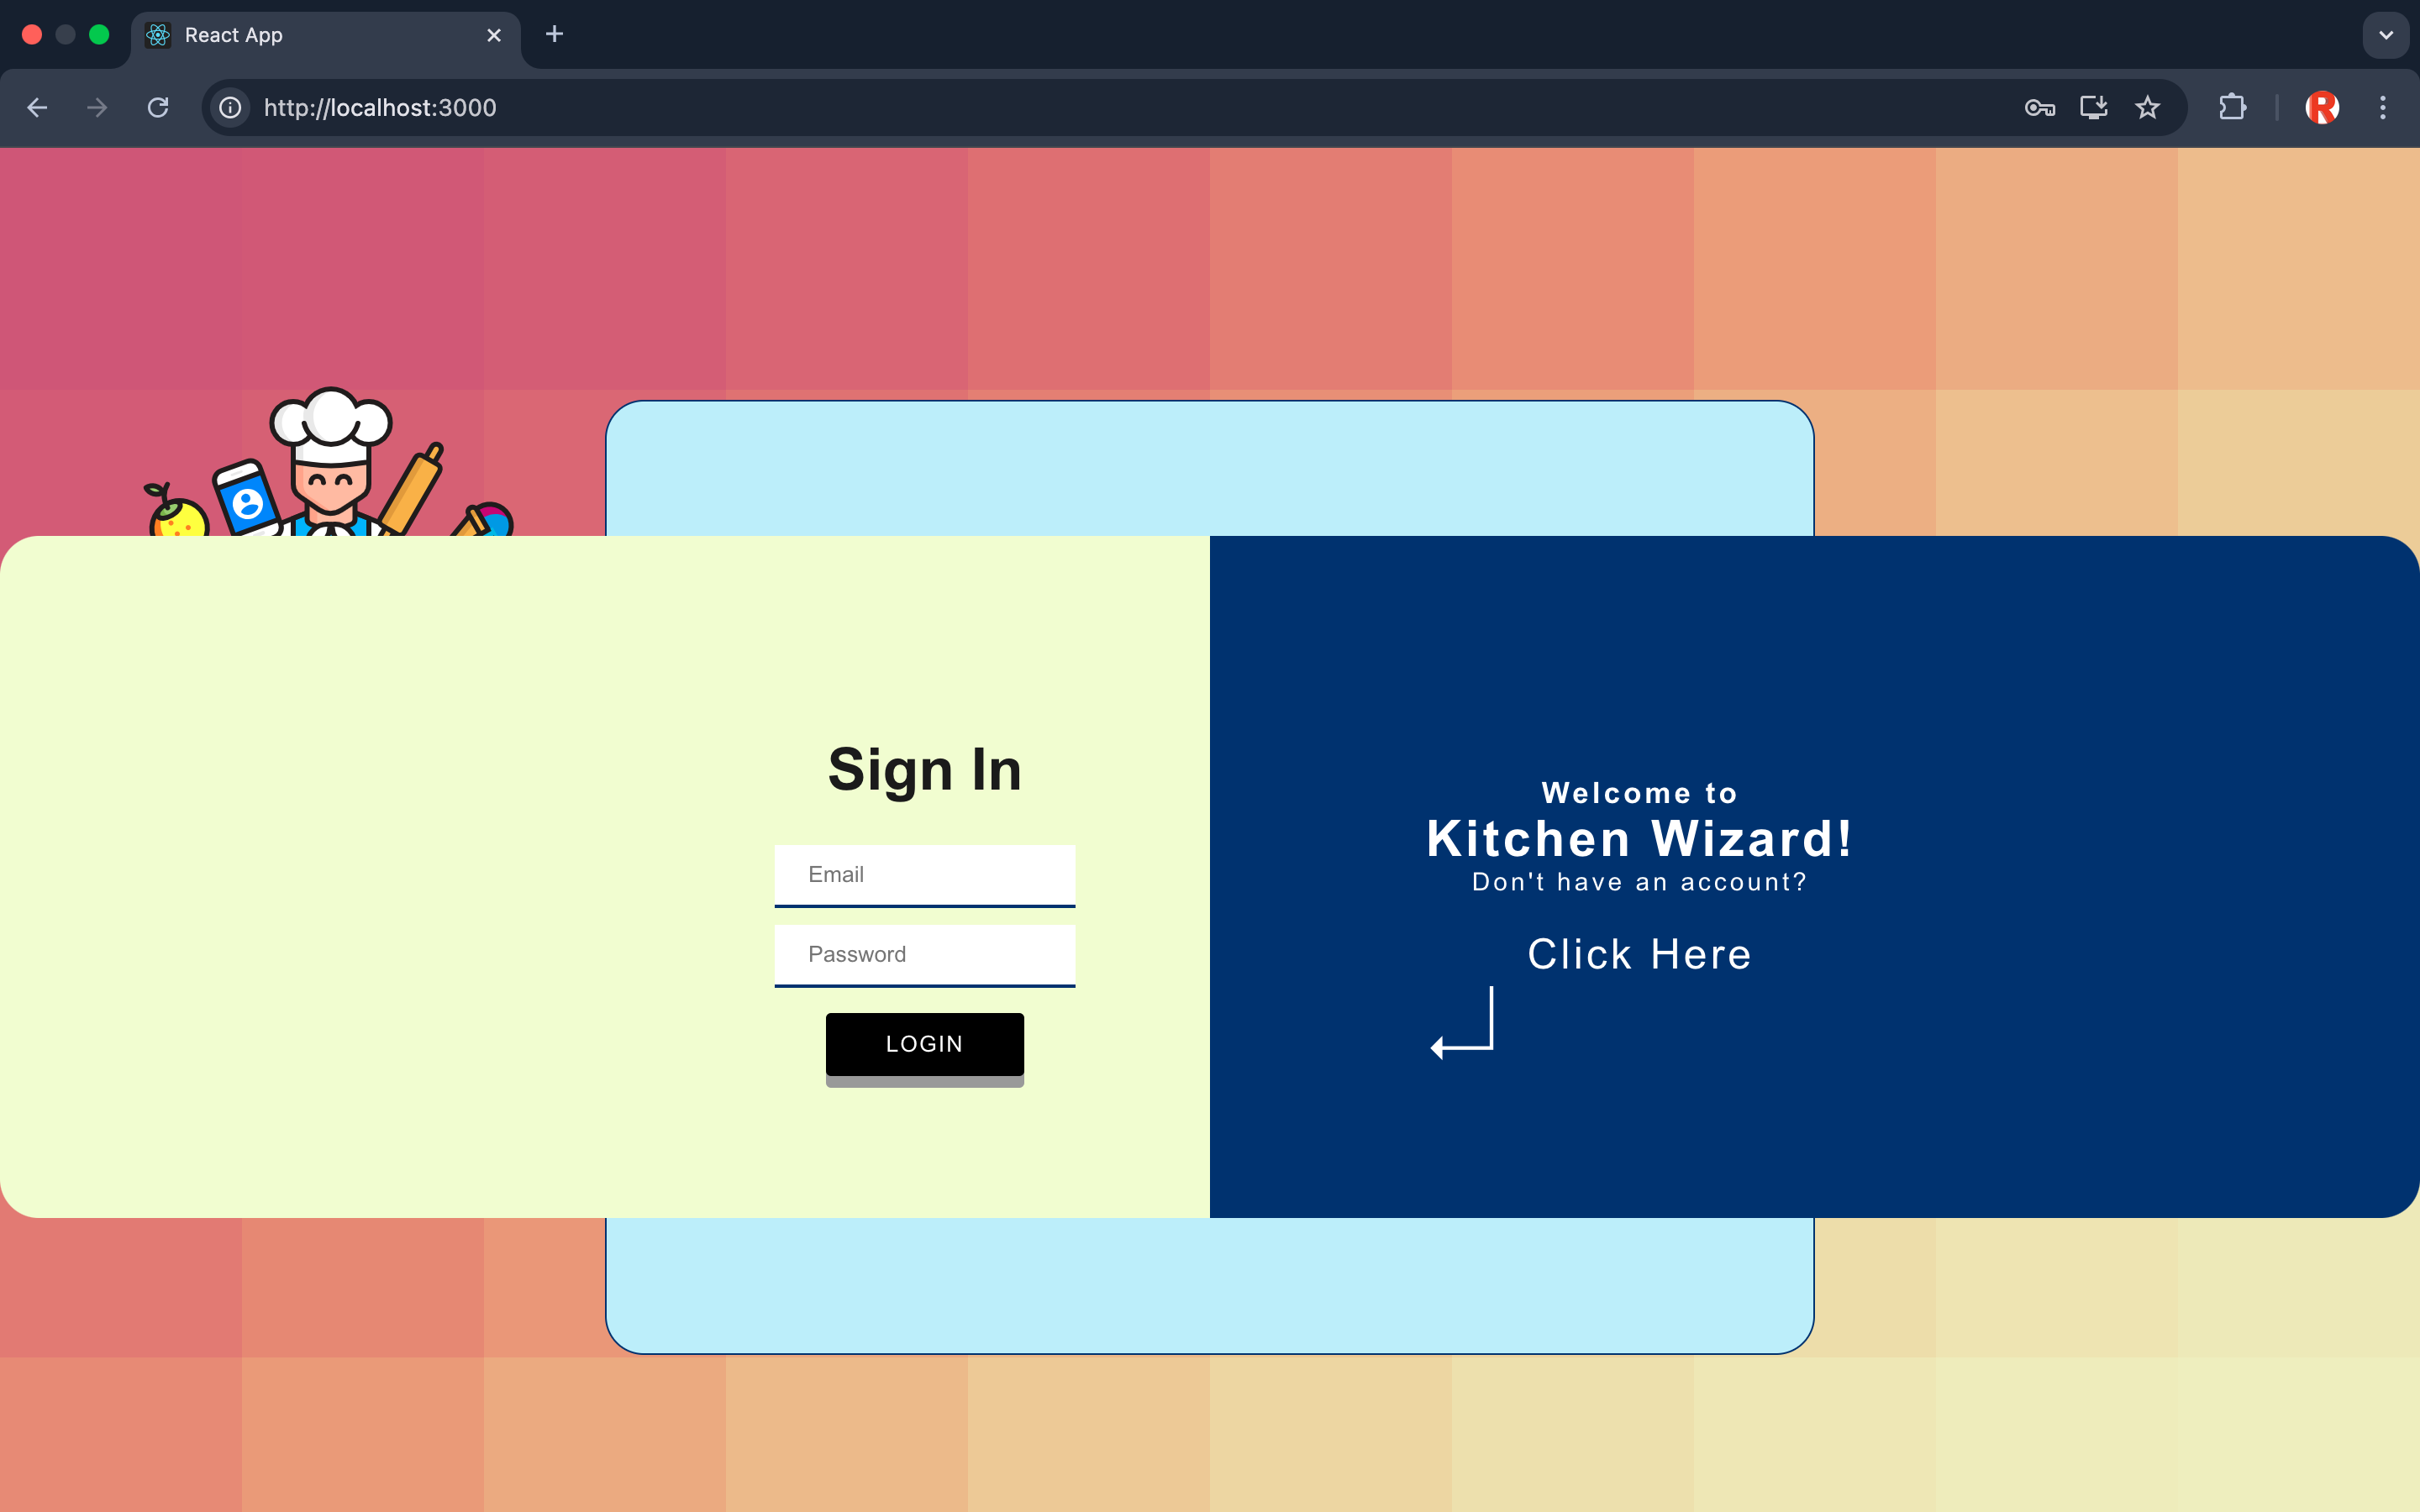 React App
http://localhost:3000
Sign In
Email
Password
LOGIN
Welcome to
Kitchen Wizard!
Don't have an account?
Click Here